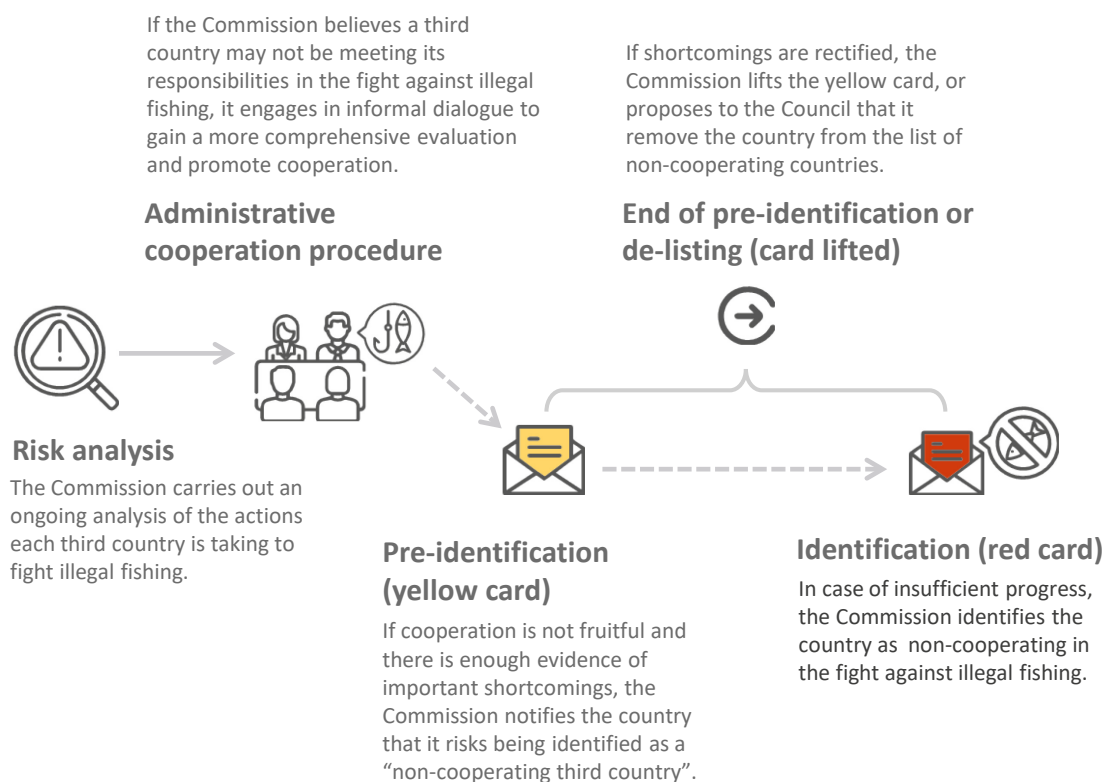 If the Commission believes a third
country may not be meeting its
responsibilities in the fight against illegal
fishing, it engages in informal dialogue to
gain a more comprehensive evaluation
and promote cooperation.
Administrative
cooperation procedure
If shortcomings are rectified, the
Commission lifts the yellow card, or
proposes to the Council that it
remove the country from the list of
non-cooperating countries.
End of pre-identification or
de-listing (card lifted)
Risk analysis
The Commission carries out an
ongoing analysis of the actions
each third country is taking to
fight illegal fishing.
Pre-identification
(yellow card)
If cooperation is not fruitful and
there is enough evidence of
important shortcomings, the
Commission notifies the country
that it risks being identified as a
“non-cooperating third country”.
Identification (red card)
In case of insufficient progress,
the Commission identifies the
country as non-cooperating in
the fight against illegal fishing.